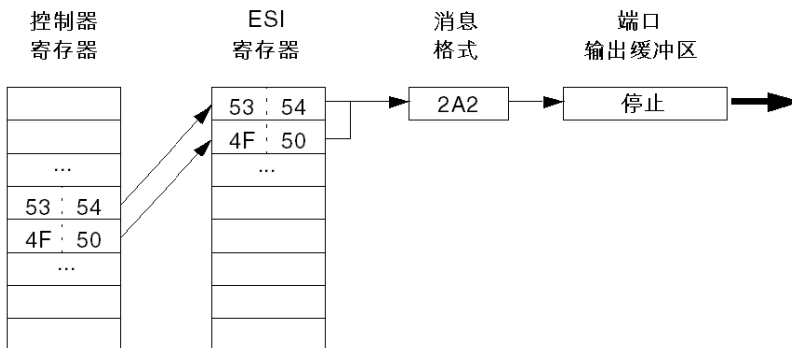 控制器
寄存器
ESI
寄存器
消息
格式
端口
输出缓冲区
53 54
4F 50
...
53 54
4F 50
...
2A2
停止
...